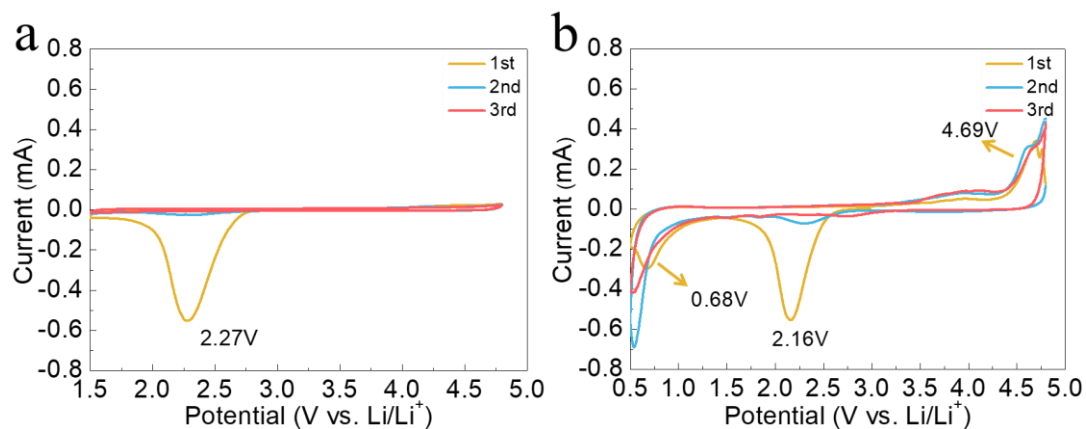 a
0.8
0.6
0.4
0.2
0.0
-0.2
-0.4
-0.6
-0.8
Current (mA)
1st
2nd
3rd
2.27V
1.5 2.0 2.5 3.0 3.5 4.0 4.5 5.0
Potential (V vs. Li/Li⁺)
b
0.8
0.6
0.4
0.2
0.0
-0.2
-0.4
-0.6
-0.8
Current (mA)
1st
2nd
3rd
4.69V
0.68V
2.16V
0.5 1.0 1.5 2.0 2.5 3.0 3.5 4.0 4.5 5.0
Potential (V vs. Li/Li⁺)